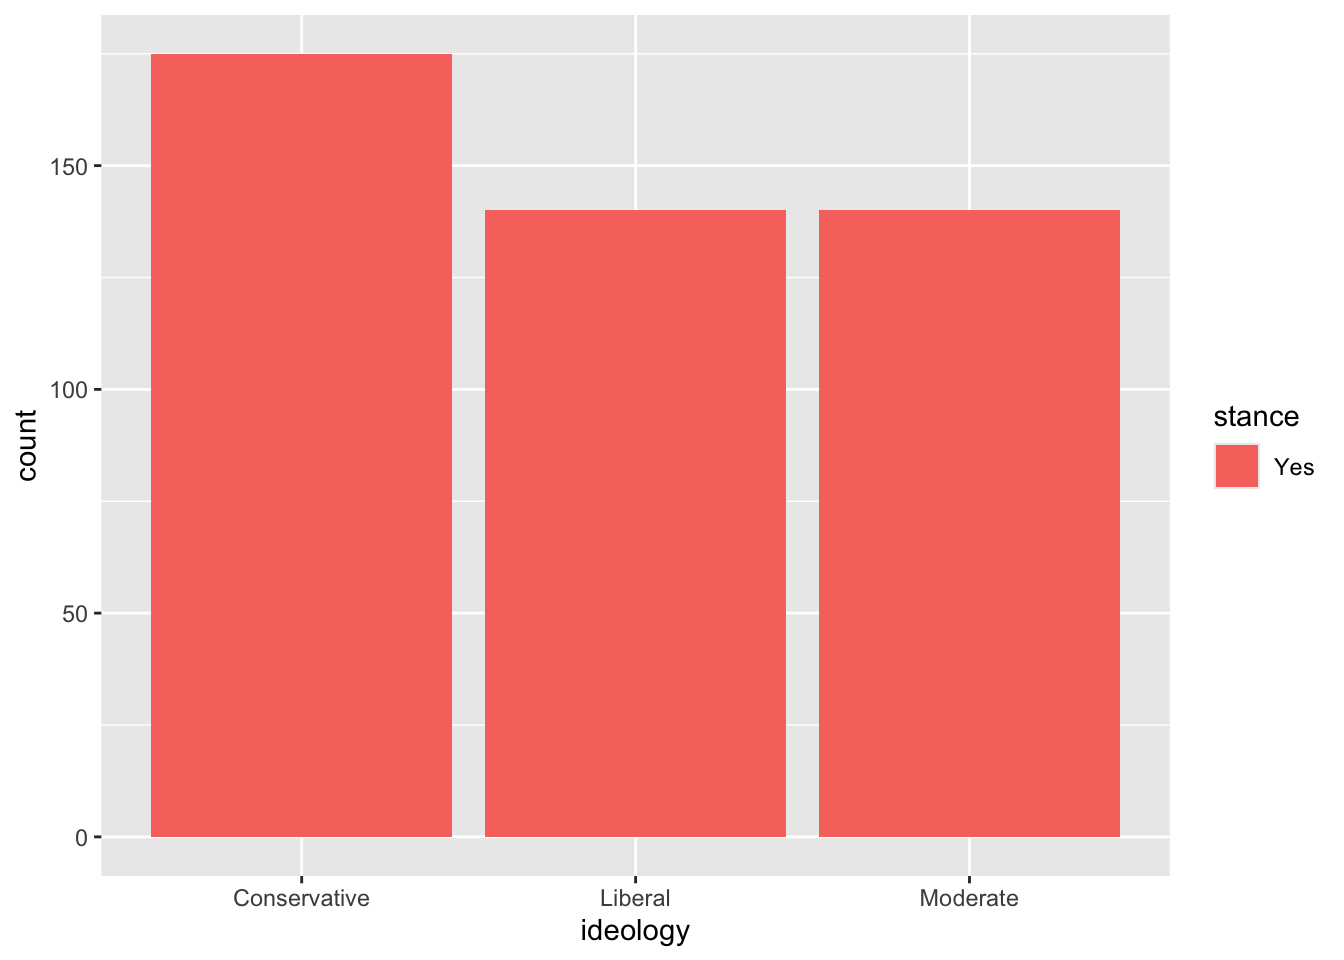 150
100
50
0
count
Conservative
Liberal
Moderate
ideology
stance
Yes